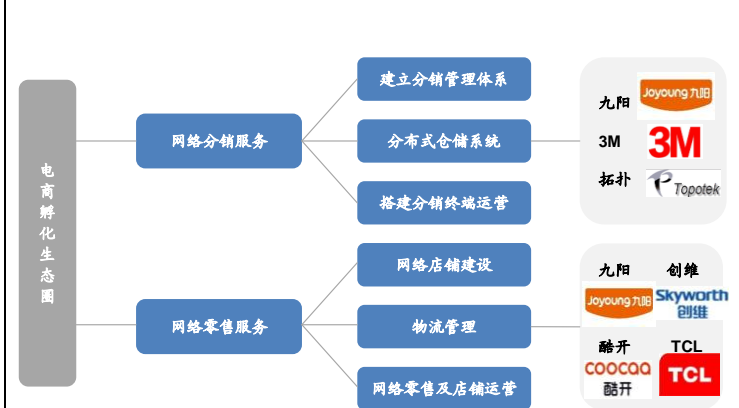 电商孵化生态圈
网络分销服务
建立分销管理体系
分布式仓储系统
搭建分销终端运营
九阳
Joyoung九阳
3M
3M
拓扑
Topotek
网络零售服务
网络店铺建设
物流管理
网络零售及店铺运营
九阳 创维
Joyoung九阳
Skyworth
创维
酷开 TCL
coocaa
酷开
TCL